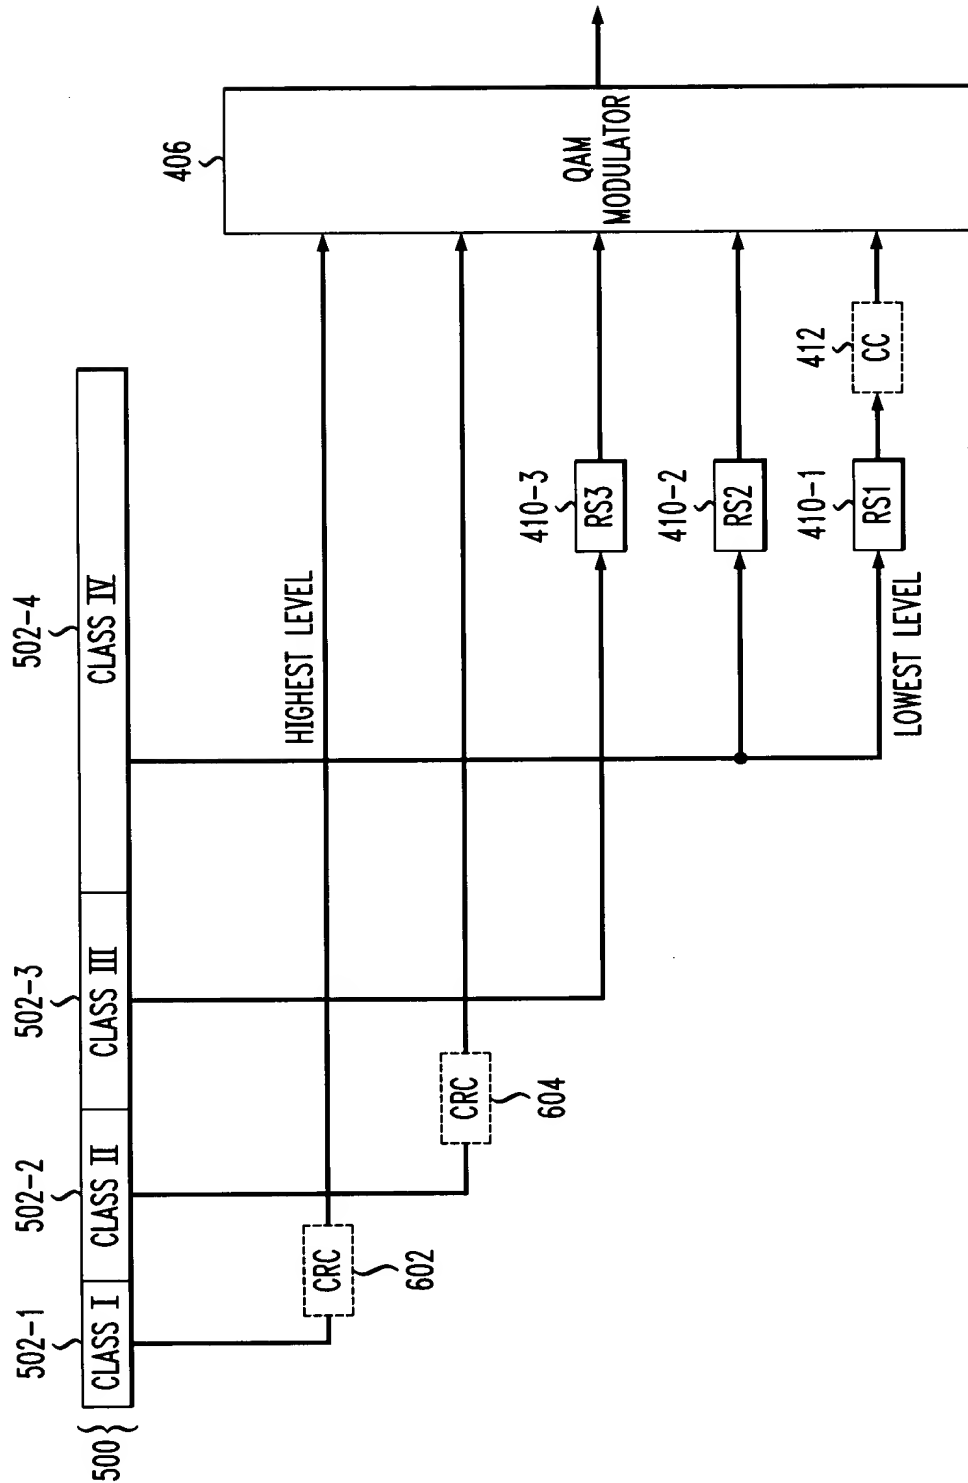 500
502-1
502-2
502-3
502-4
CLASS I
CLASS II
CLASS III
CLASS IV
CRC
602
CRC
604
HIGHEST LEVEL
LOWEST LEVEL
410-3
RS3
410-2
RS2
410-1
RS1
412
CC
406
QAM
MODULATOR